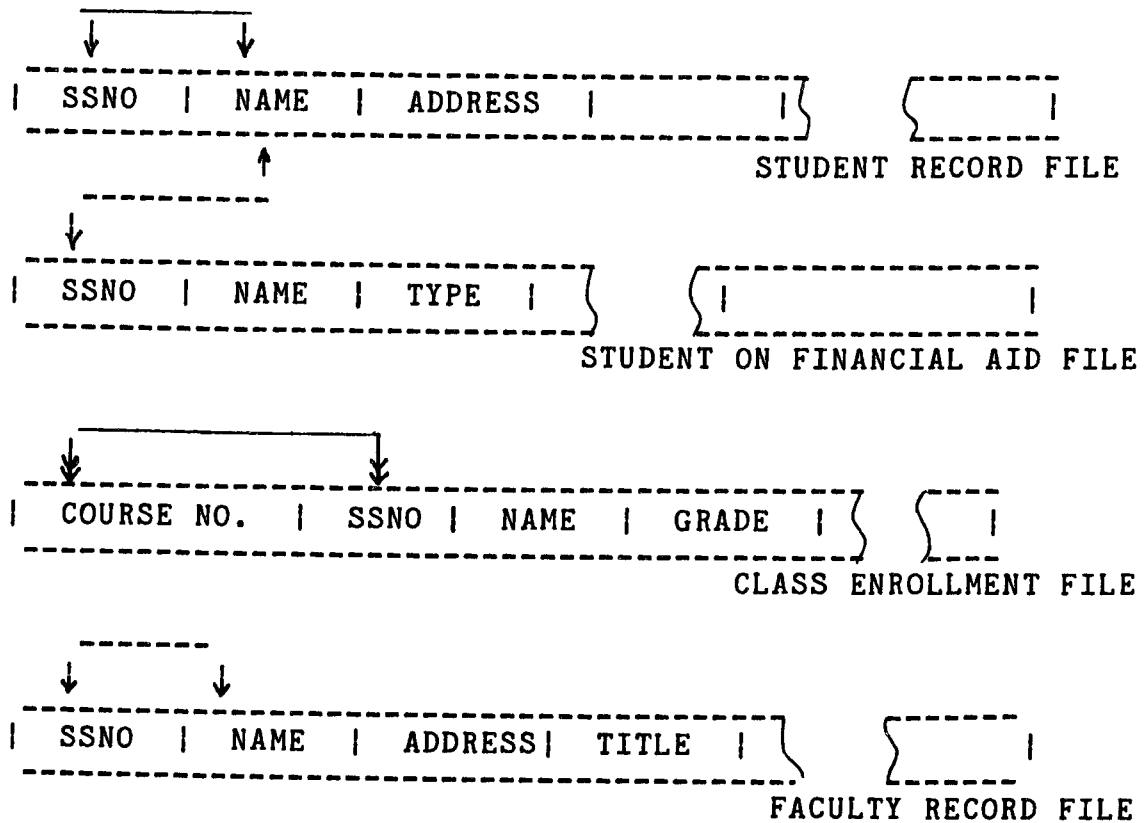 SSNO | NAME | ADDRESS
STUDENT RECORD FILE
SSNO | NAME | TYPE
STUDENT ON FINANCIAL AID FILE
COURSE NO. | SSNO | NAME | GRADE
CLASS ENROLLMENT FILE
SSNO | NAME | ADDRESS | TITLE
FACULTY RECORD FILE